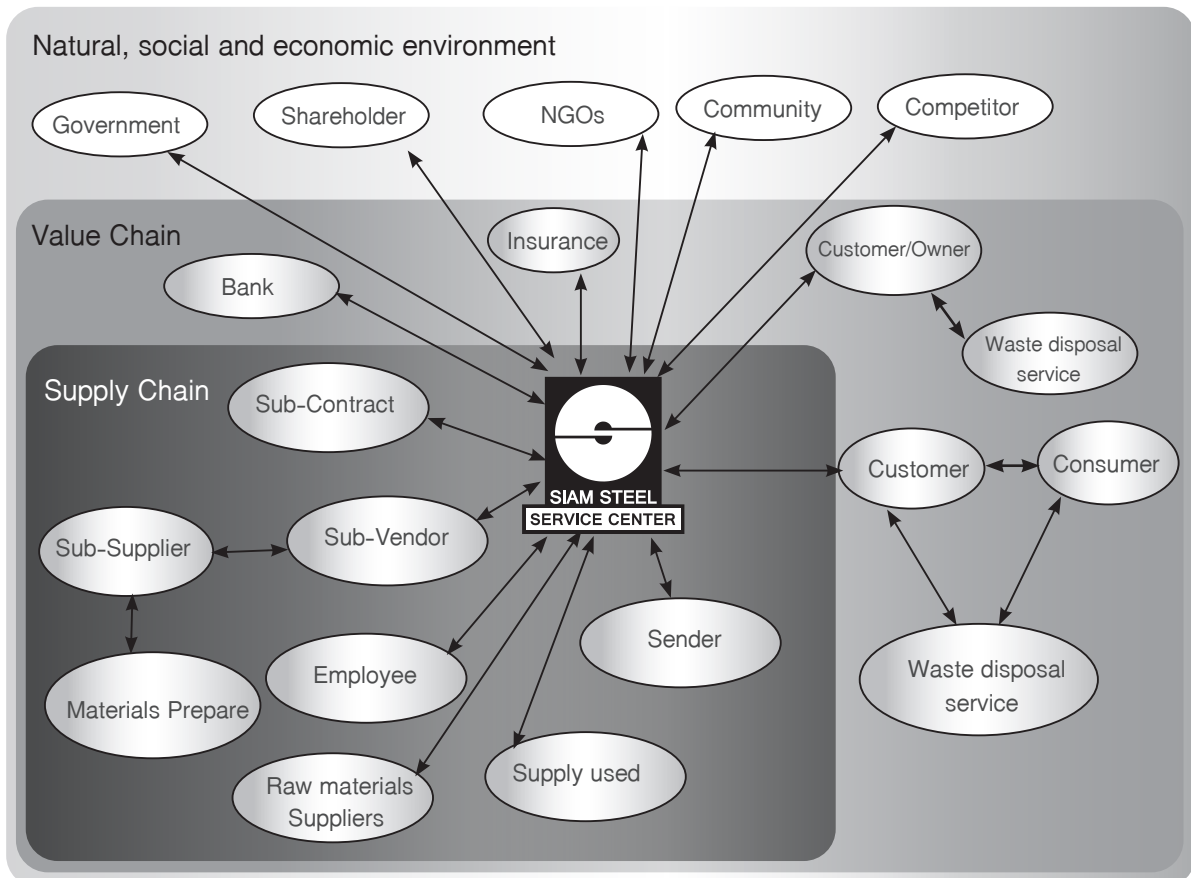 Natural, social and economic environment
Government
Shareholder
NGOs
Community
Competitor
Value Chain
Insurance
Customer/Owner
Bank
Waste disposal
service
Supply Chain
Sub-Contract
SIAM STEEL
SERVICE CENTER
Customer
Consumer
Sub-Supplier
Sub-Vendor
Sender
Employee
Materials Prepare
Waste disposal
service
Raw materials
Suppliers
Supply used